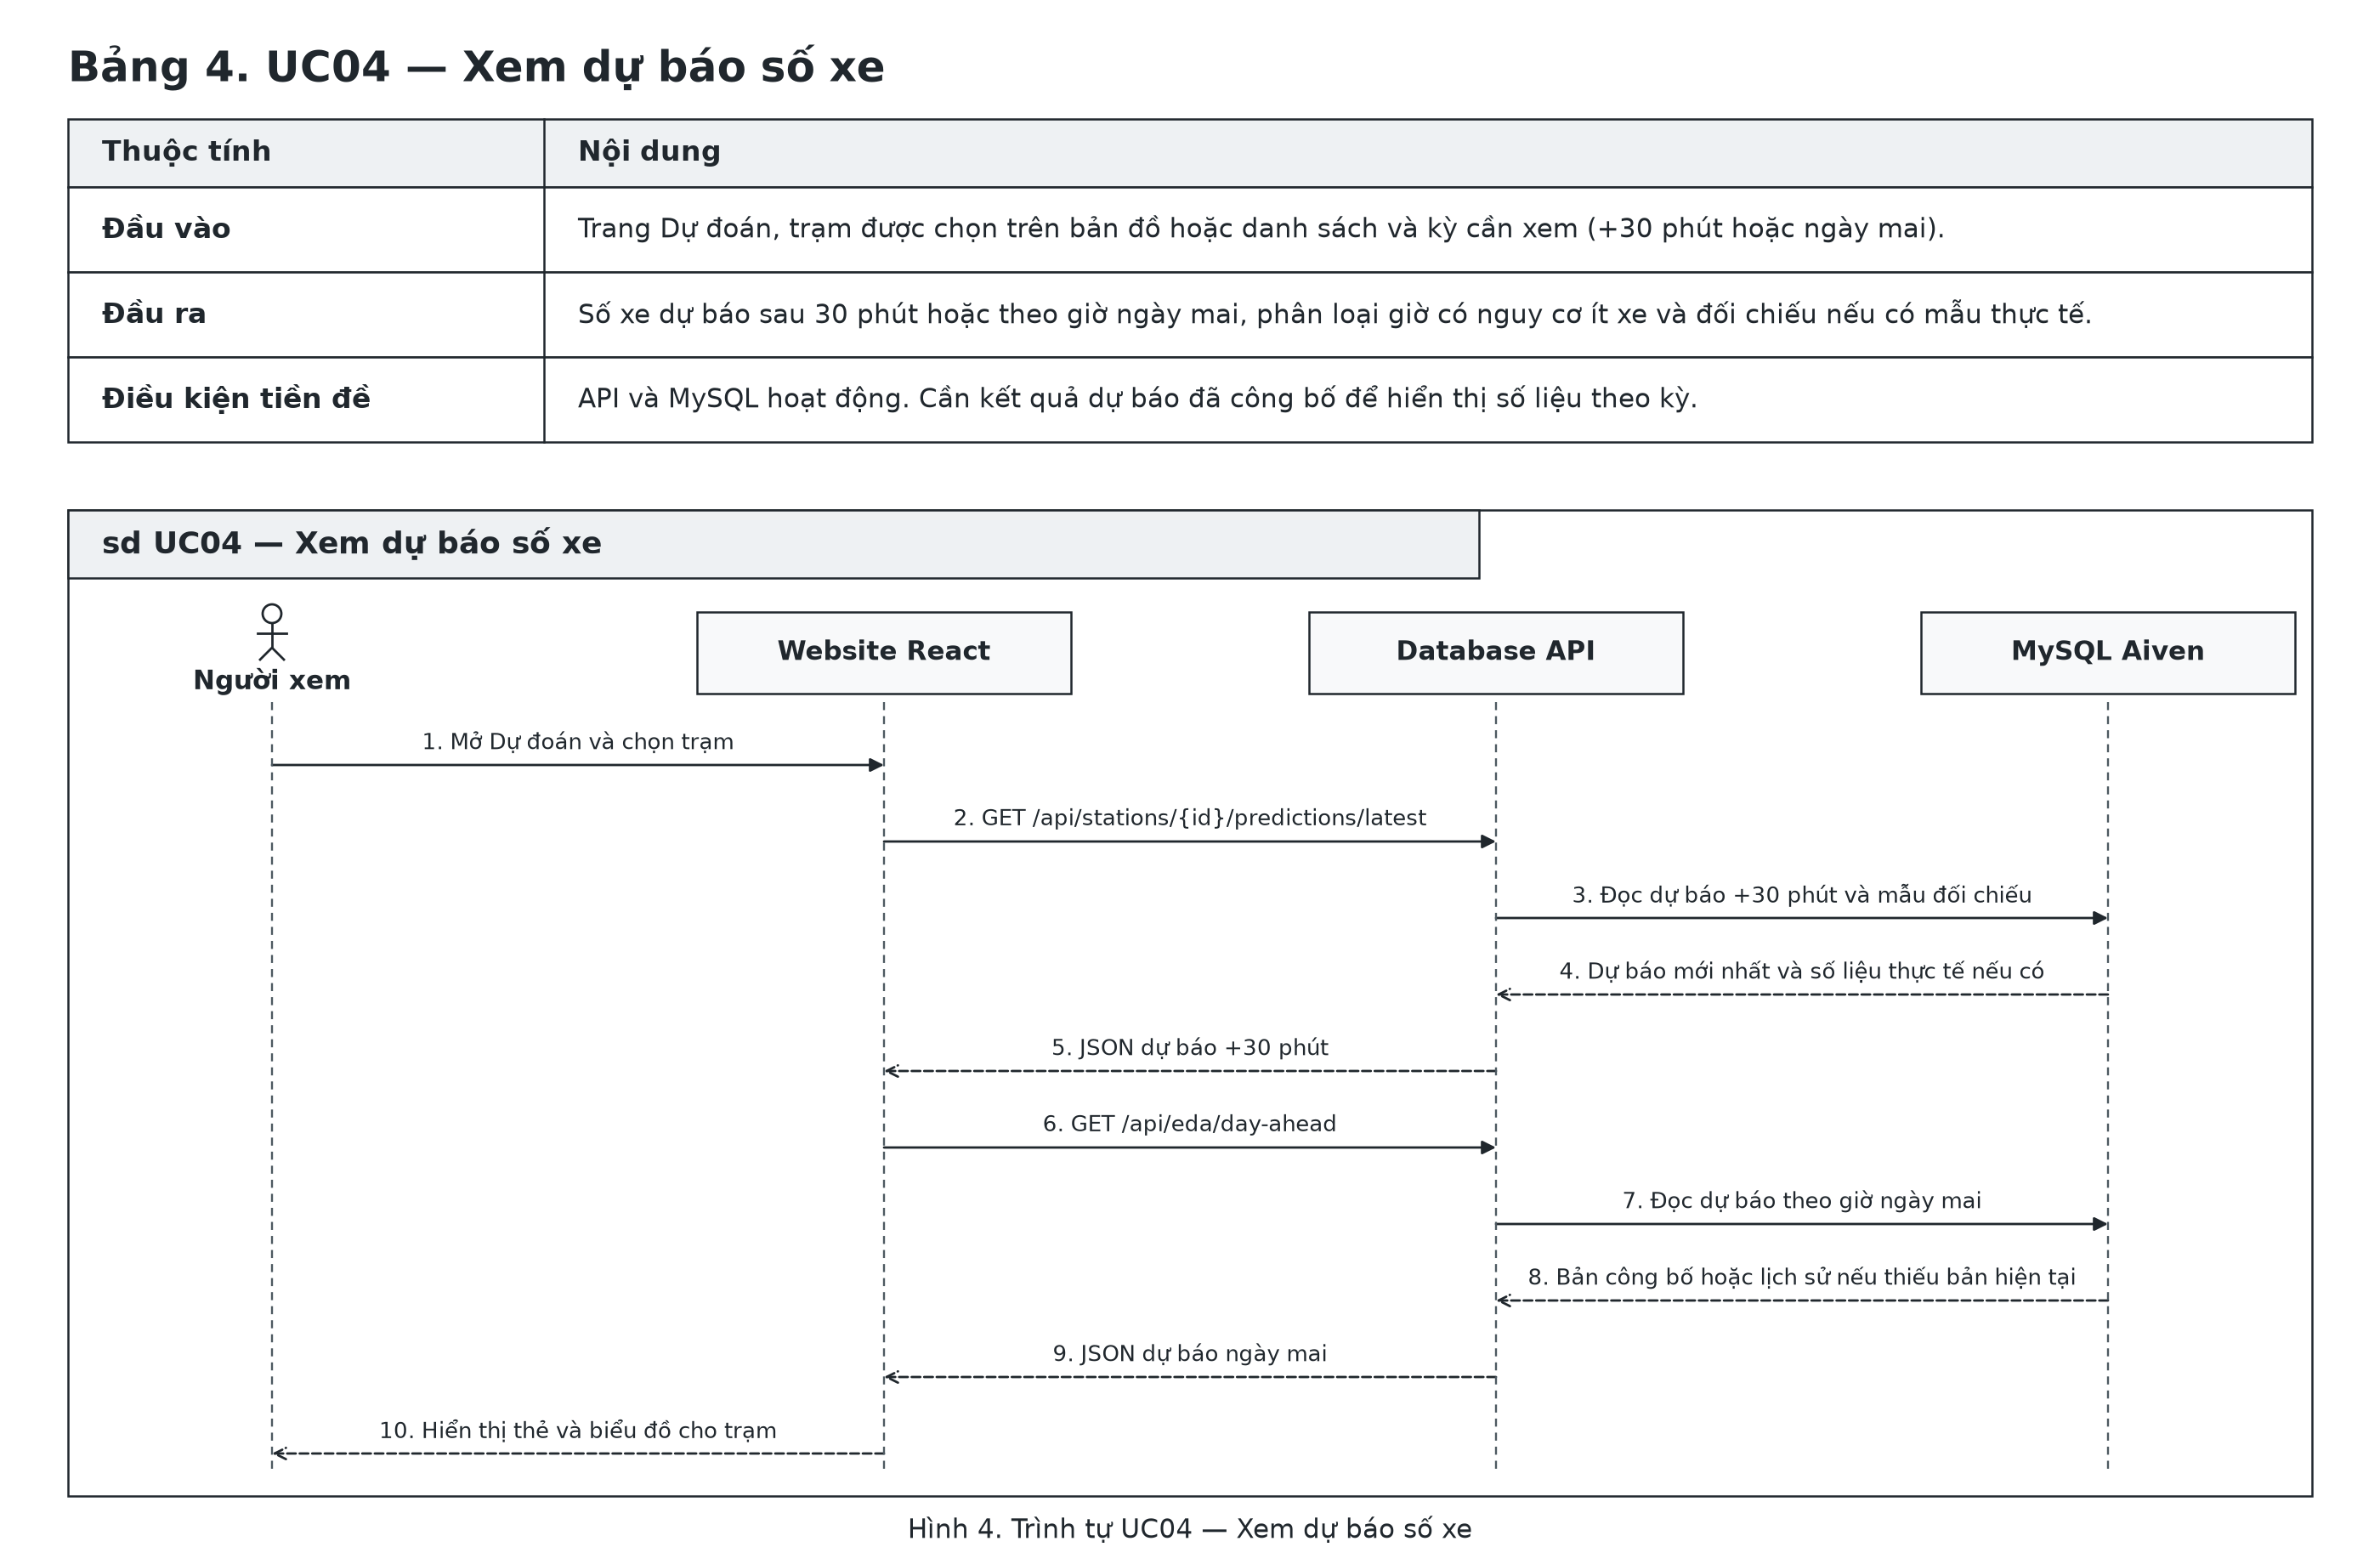 Bảng 4. UC04 — Xem dự báo số xe
Thuộc tính
Nội dung
Đầu vào
Trang Dự đoán, trạm được chọn trên bản đồ hoặc danh sách và kỳ cần xem (+30 phút hoặc ngày mai).
Đầu ra
Số xe dự báo sau 30 phút hoặc theo giờ ngày mai, phân loại giờ có nguy cơ ít xe và đối chiếu nếu có mẫu thực tế.
Điều kiện tiền đề
API và MySQL hoạt động. Cần kết quả dự báo đã công bố để hiển thị số liệu theo kỳ.
sd UC04 — Xem dự báo số xe
Người xem
Website React
Database API
MySQL Aiven
1. Mở Dự đoán và chọn trạm
2. GET /api/stations/{id}/predictions/latest
3. Đọc dự báo +30 phút và mẫu đối chiếu
4. Dự báo mới nhất và số liệu thực tế nếu có
5. JSON dự báo +30 phút
6. GET /api/eda/day-ahead
7. Đọc dự báo theo giờ ngày mai
8. Bản công bố hoặc lịch sử nếu thiếu bản hiện tại
9. JSON dự báo ngày mai
10. Hiển thị thẻ và biểu đồ cho trạm
Hình 4. Trình tự UC04 — Xem dự báo số xe